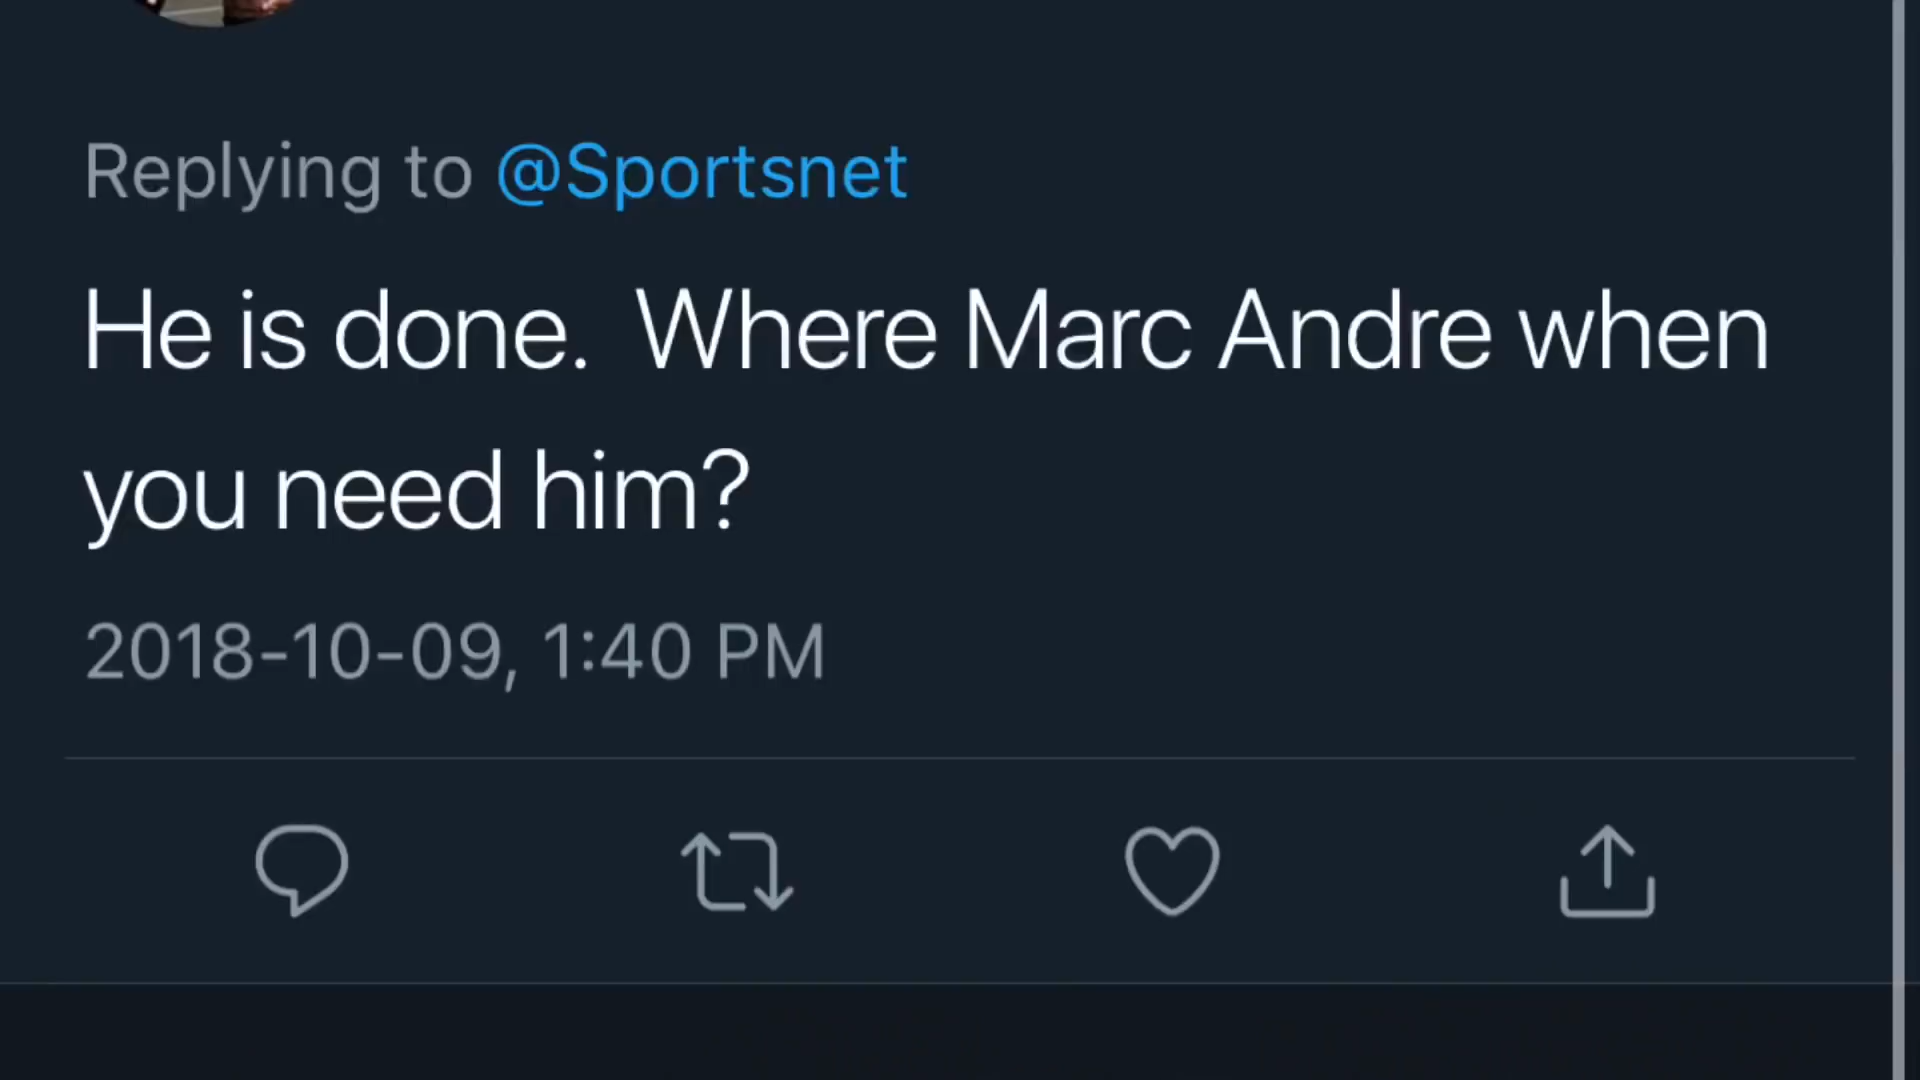 Replying to @Sportsnet
He is done.  Where Marc Andre when
you need him?
2018-10-09, 1:40 PM